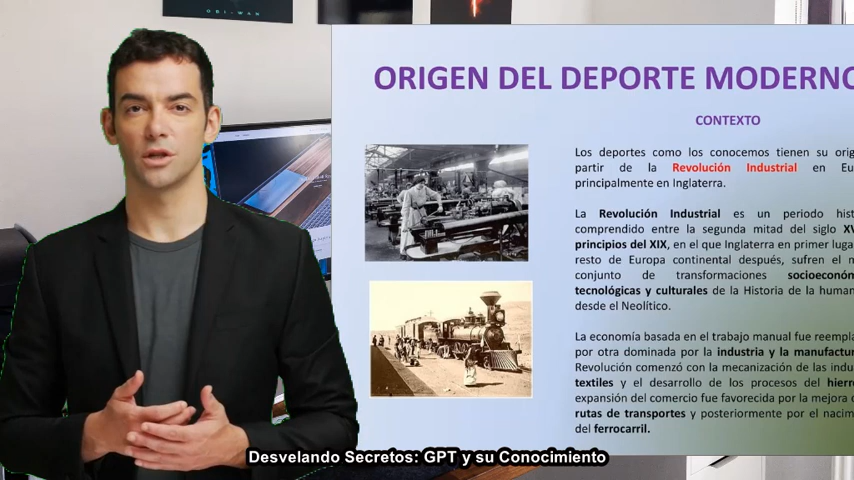 OBI-WAN
ORIGEN DEL DEPORTE MODERNO
CONTEXTO
Los deportes como los conocemos tienen su orig
partir de la Revolución Industrial en Eu
principalmente en Inglaterra.
La Revolución Industrial es un periodo hist
comprendido entre la segunda mitad del siglo XV
principios del XIX, en el que Inglaterra en primer luga
resto de Europa continental después, sufren el m
conjunto de transformaciones socioeconóm
tecnológicas y culturales de la Historia de la human
desde el Neolítico.
La economía basada en el trabajo manual fue reempla
por otra dominada por la industria y la manufactur
Revolución comenzó con la mecanización de las indu
textiles y el desarrollo de los procesos del hierr
expansión del comercio fue favorecida por la mejora
rutas de transportes y posteriormente por el nacim
del ferrocarril.
Desvelando Secretos: GPT y su Conocimiento